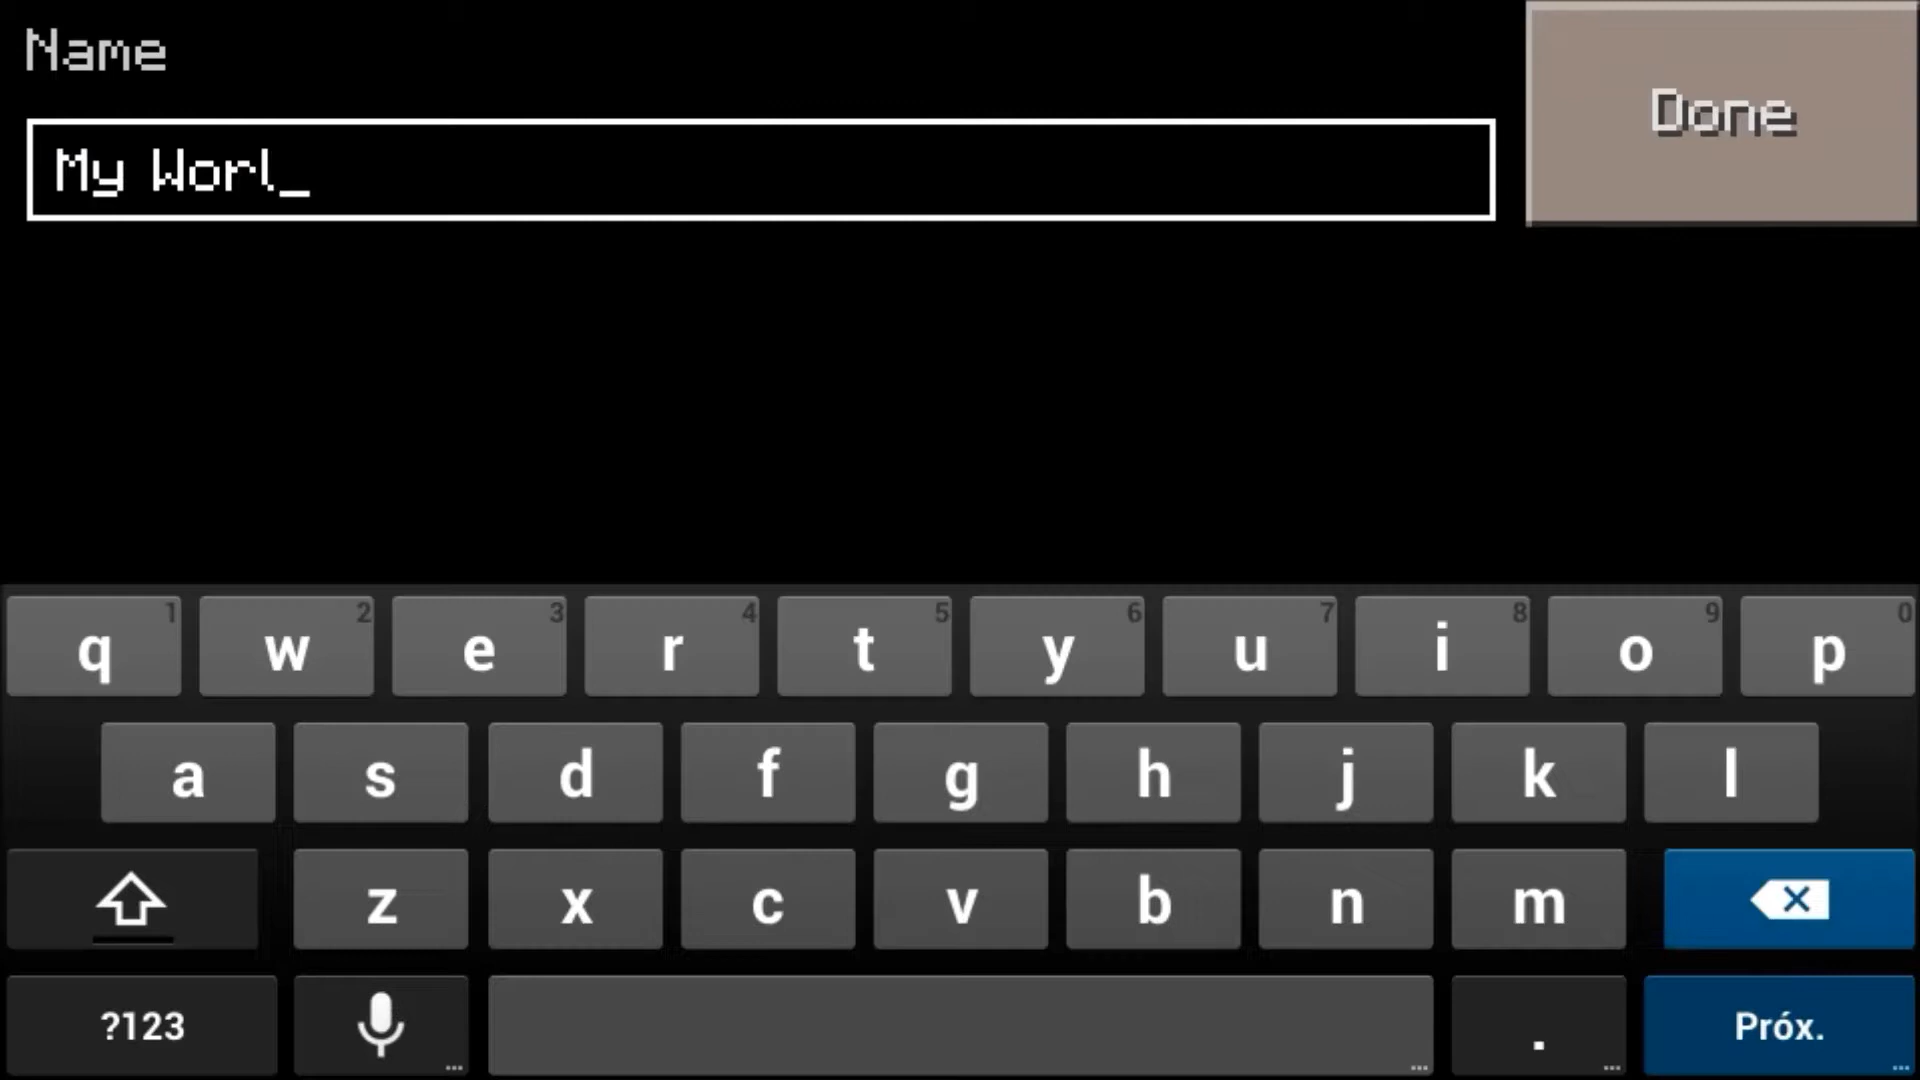 Name
Done
My Worl_
1 2 3 4 5 6 7 8 9 0
q w e r t y u i o p
a s d f g h j k l
z x c v b n m
?123 . Próx.